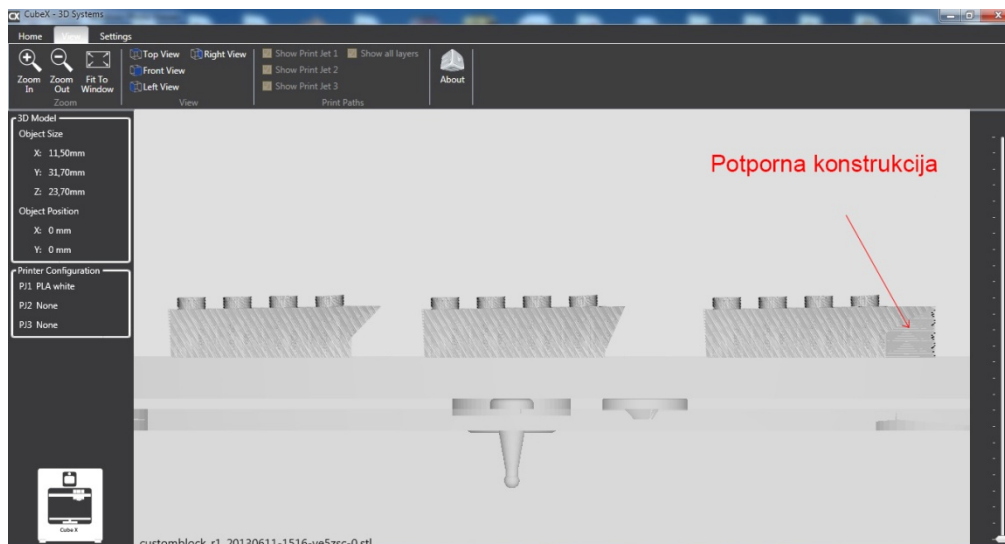 CubeX - 3D Systems
Home View Settings
Zoom In
Zoom Out
Fit To Window
Zoom
Top View Right View
Front View
Left View
View
Show Print Jet 1 Show all layers
Show Print Jet 2
Show Print Jet 3
Print Paths
About
3D Model
Object Size
X: 11,50mm
Y: 31,70mm
Z: 23,70mm
Object Position
X: 0 mm
Y: 0 mm
Printer Configuration
PJ1 PLA white
PJ2 None
PJ3 None
Potporna konstrukcija
Cube X
customblock_r1_20130611-1516-ve5zsc-0.stl